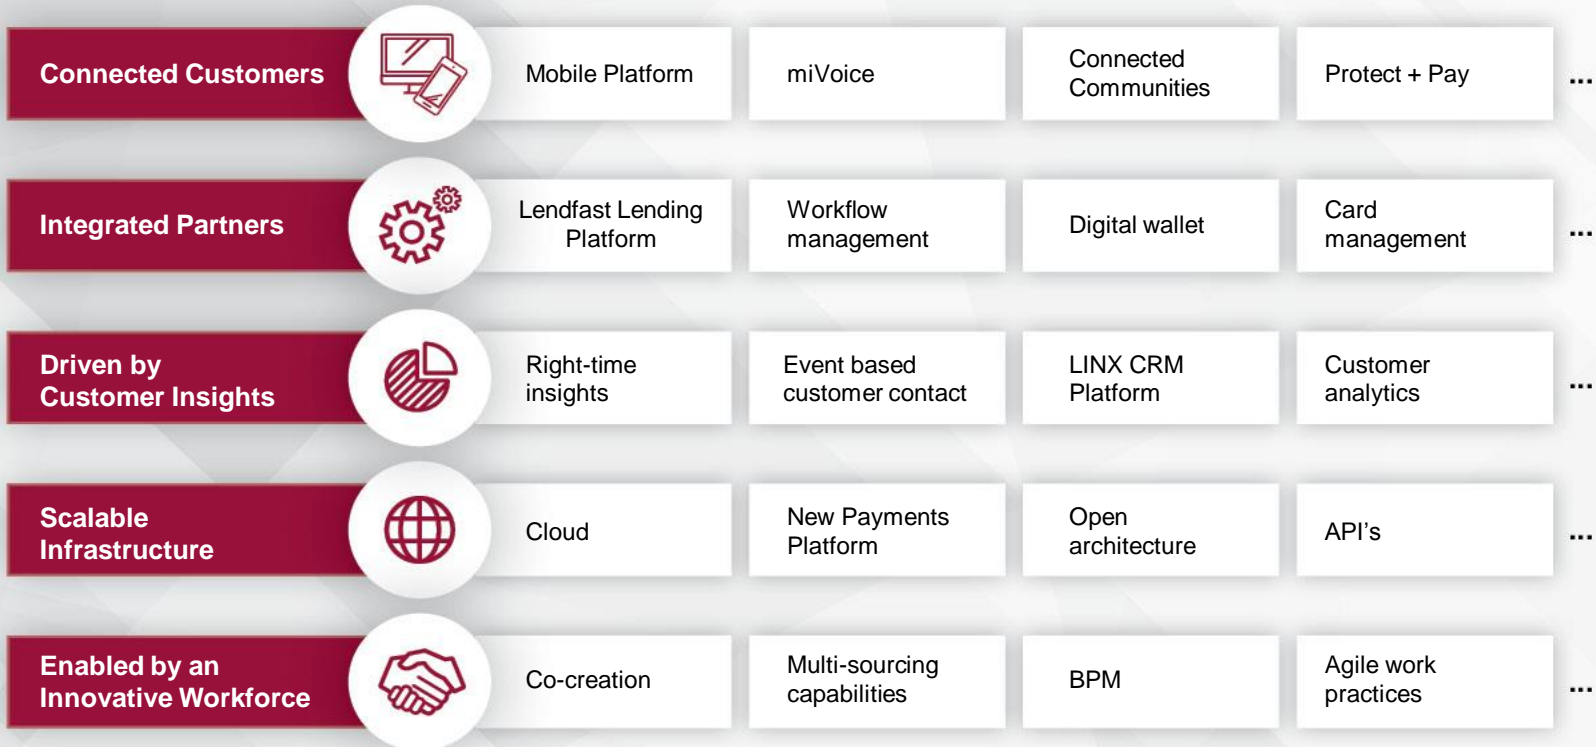 Connected Customers
Mobile Platform
miVoice
Connected
Communities
Protect + Pay
...
Integrated Partners
Lendfast Lending
Platform
Workflow
management
Digital wallet
Card
management
...
Driven by
Customer Insights
Right-time
insights
Event based
customer contact
LINX CRM
Platform
Customer
analytics
...
Scalable
Infrastructure
Cloud
New Payments
Platform
Open
architecture
API’s
...
Enabled by an
Innovative Workforce
Co-creation
Multi-sourcing
capabilities
BPM
Agile work
practices
...